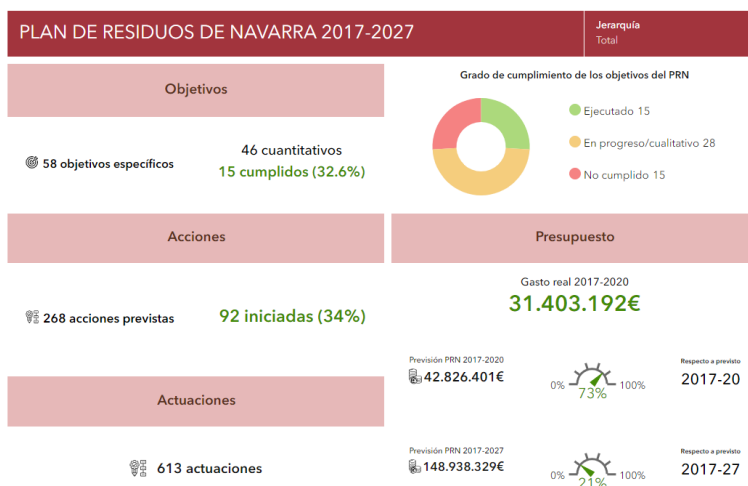 PLAN DE RESIDUOS DE NAVARRA 2017-2027
Jerarquía
Total
Objetivos
58 objetivos específicos
46 cuantitativos
15 cumplidos (32.6%)
Grado de cumplimiento de los objetivos del PRN
Ejecutado 15
En progreso/cualitativo 28
No cumplido 15
Acciones
268 acciones previstas
92 iniciadas (34%)
Presupuesto
Gasto real 2017-2020
31.403.192€
Previsión PRN 2017-2020
42.826.401€
0%
73%
100%
Respecto a previsto
2017-20
Actuaciones
613 actuaciones
Previsión PRN 2017-2027
148.938.329€
0%
21%
100%
Respecto a previsto
2017-27